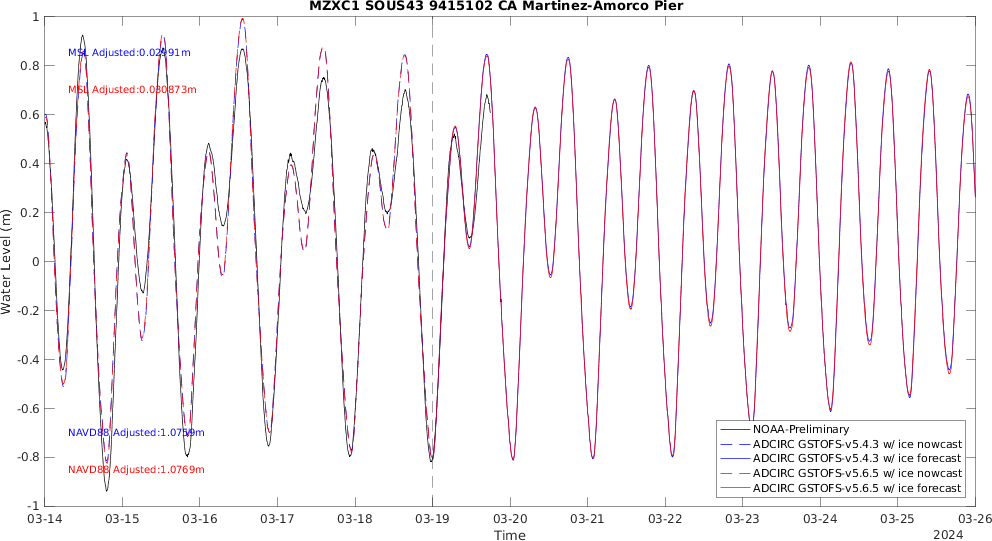 MZXC1 SOUS43 9415102 CA Martinez-Amorco Pier
1
0.8
0.6
0.4
0.2
0
-0.2
-0.4
-0.6
-0.8
-1
Water Level (m)
MSL Adjusted:0.02991m
MSL Adjusted:0.030873m
NAVD88 Adjusted:1.0759m
NAVD88 Adjusted:1.0769m
NOAA-Preliminary
ADCIRC GSTOFS-v5.4.3 w/ ice nowcast
ADCIRC GSTOFS-v5.4.3 w/ ice forecast
ADCIRC GSTOFS-v5.6.5 w/ ice nowcast
ADCIRC GSTOFS-v5.6.5 w/ ice forecast
03-14 03-15 03-16 03-17 03-18 03-19 03-20 03-21 03-22 03-23 03-24 03-25 03-26
Time
2024